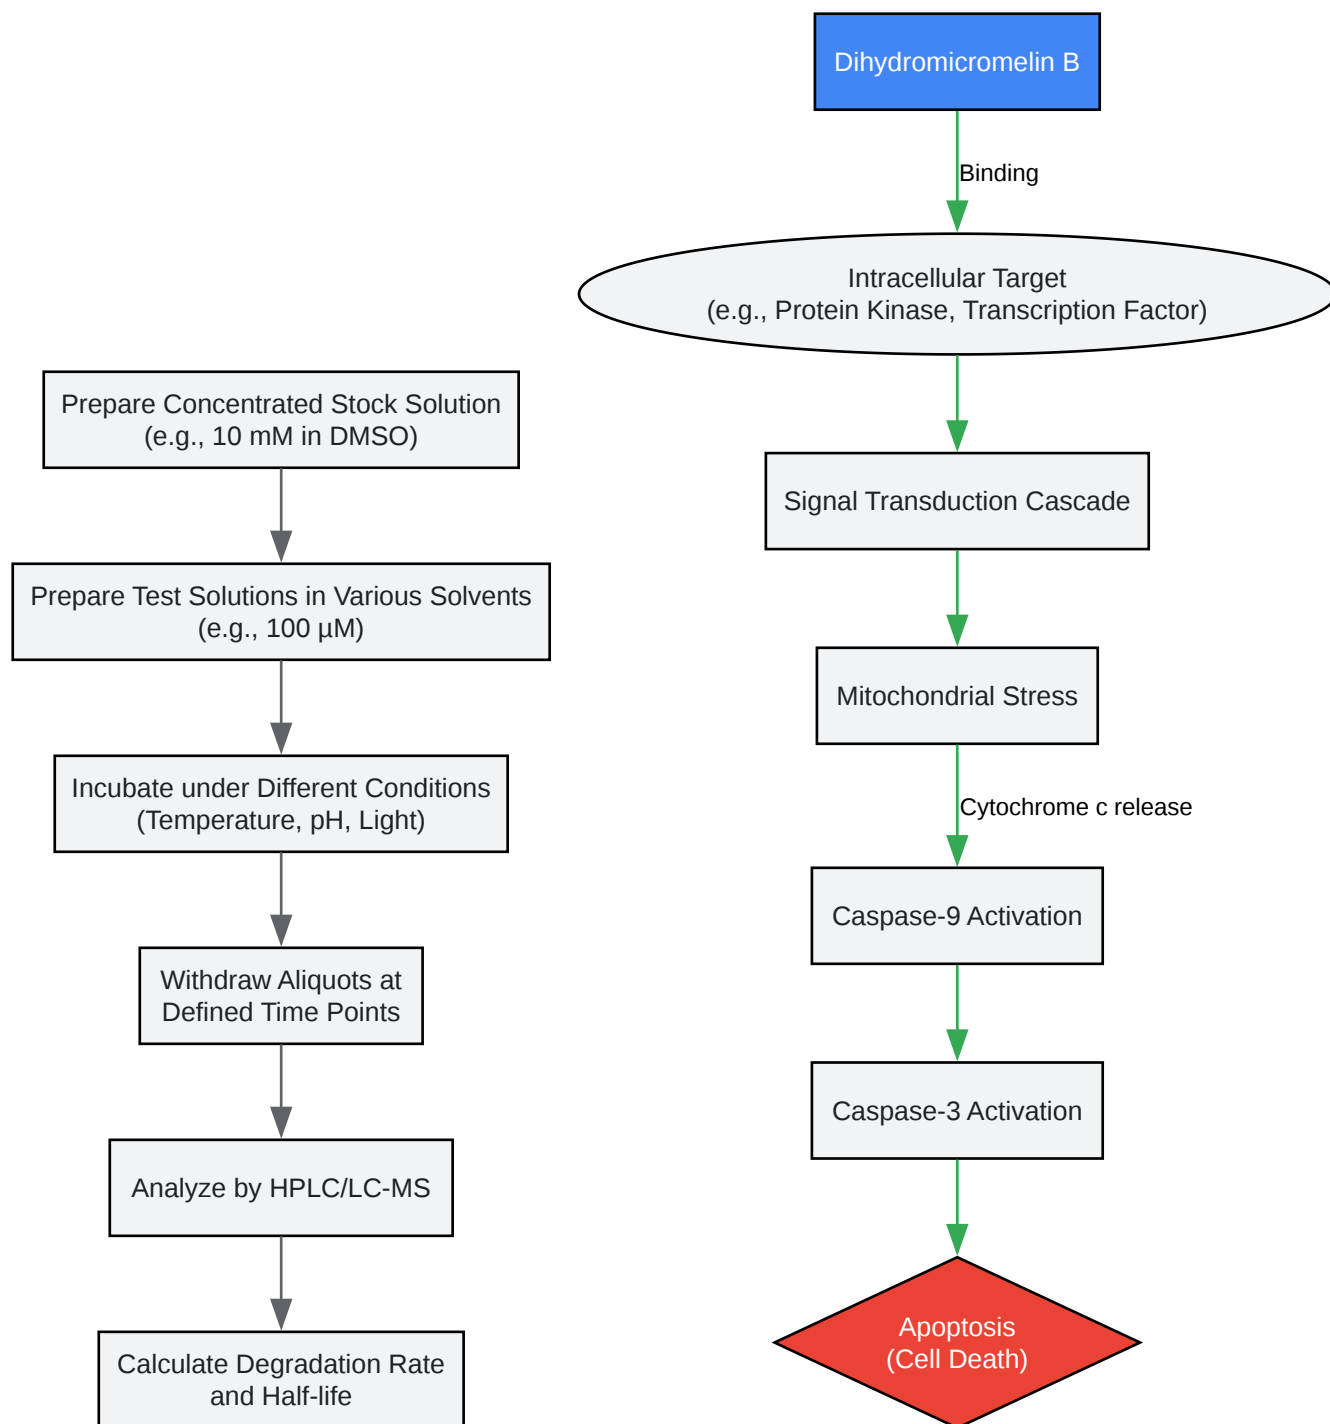 Dihydromicromelin B
Binding
Intracellular Target
(e.g., Protein Kinase, Transcription Factor)
Signal Transduction Cascade
Mitochondrial Stress
Cytochrome c release
Caspase-9 Activation
Caspase-3 Activation
Apoptosis
(Cell Death)
Prepare Concentrated Stock Solution
(e.g., 10 mM in DMSO)
Prepare Test Solutions in Various Solvents
(e.g., 100 µM)
Incubate under Different Conditions
(Temperature, pH, Light)
Withdraw Aliquots at
Defined Time Points
Analyze by HPLC/LC-MS
Calculate Degradation Rate
and Half-life